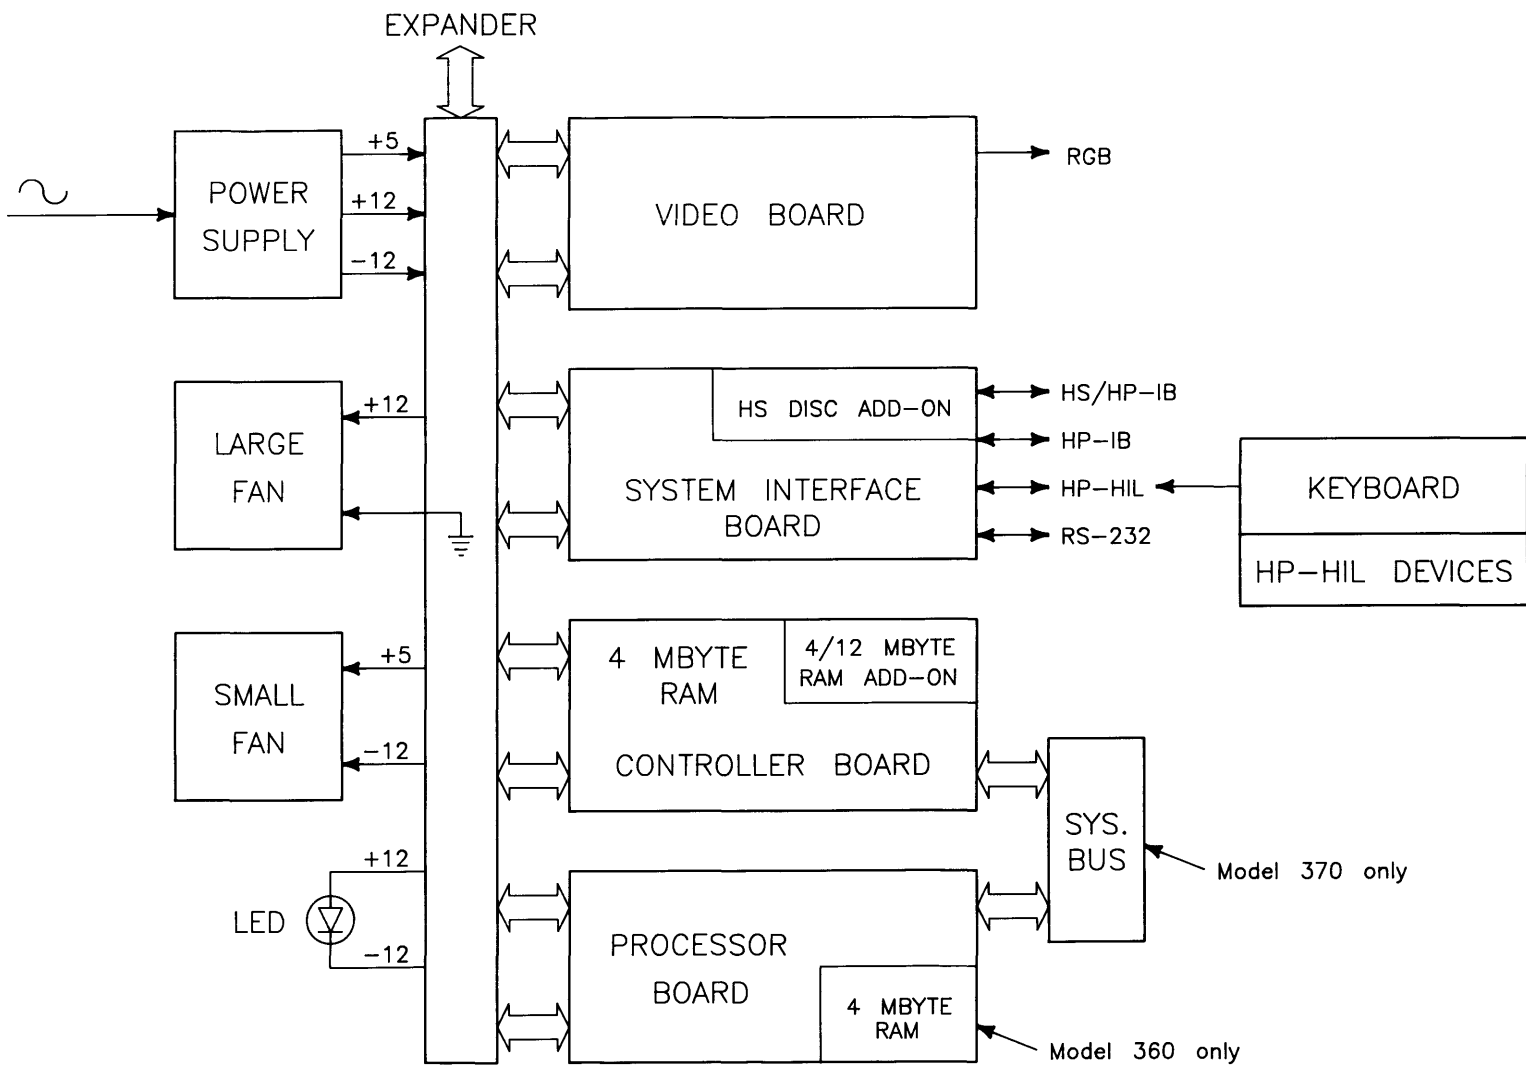 EXPANDER
POWER
SUPPLY
+5
+12
-12
VIDEO BOARD
RGB
LARGE
FAN
+12
HS DISC ADD-ON
SYSTEM INTERFACE
BOARD
HS/HP-IB
HP-IB
HP-HIL
RS-232
KEYBOARD
HP-HIL DEVICES
SMALL
FAN
+5
-12
4 MBYTE
RAM
4/12 MBYTE
RAM ADD-ON
CONTROLLER BOARD
SYS.
BUS
Model 370 only
LED
+12
-12
PROCESSOR
BOARD
4 MBYTE
RAM
Model 360 only